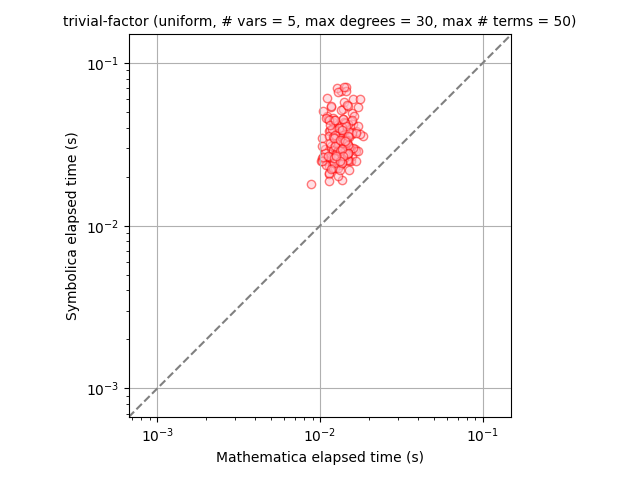 trivial-factor (uniform, # vars = 5, max degrees = 30, max # terms = 50)
Symbolica elapsed time (s)
10⁻¹
10⁻²
10⁻³
10⁻³
10⁻²
10⁻¹
Mathematica elapsed time (s)